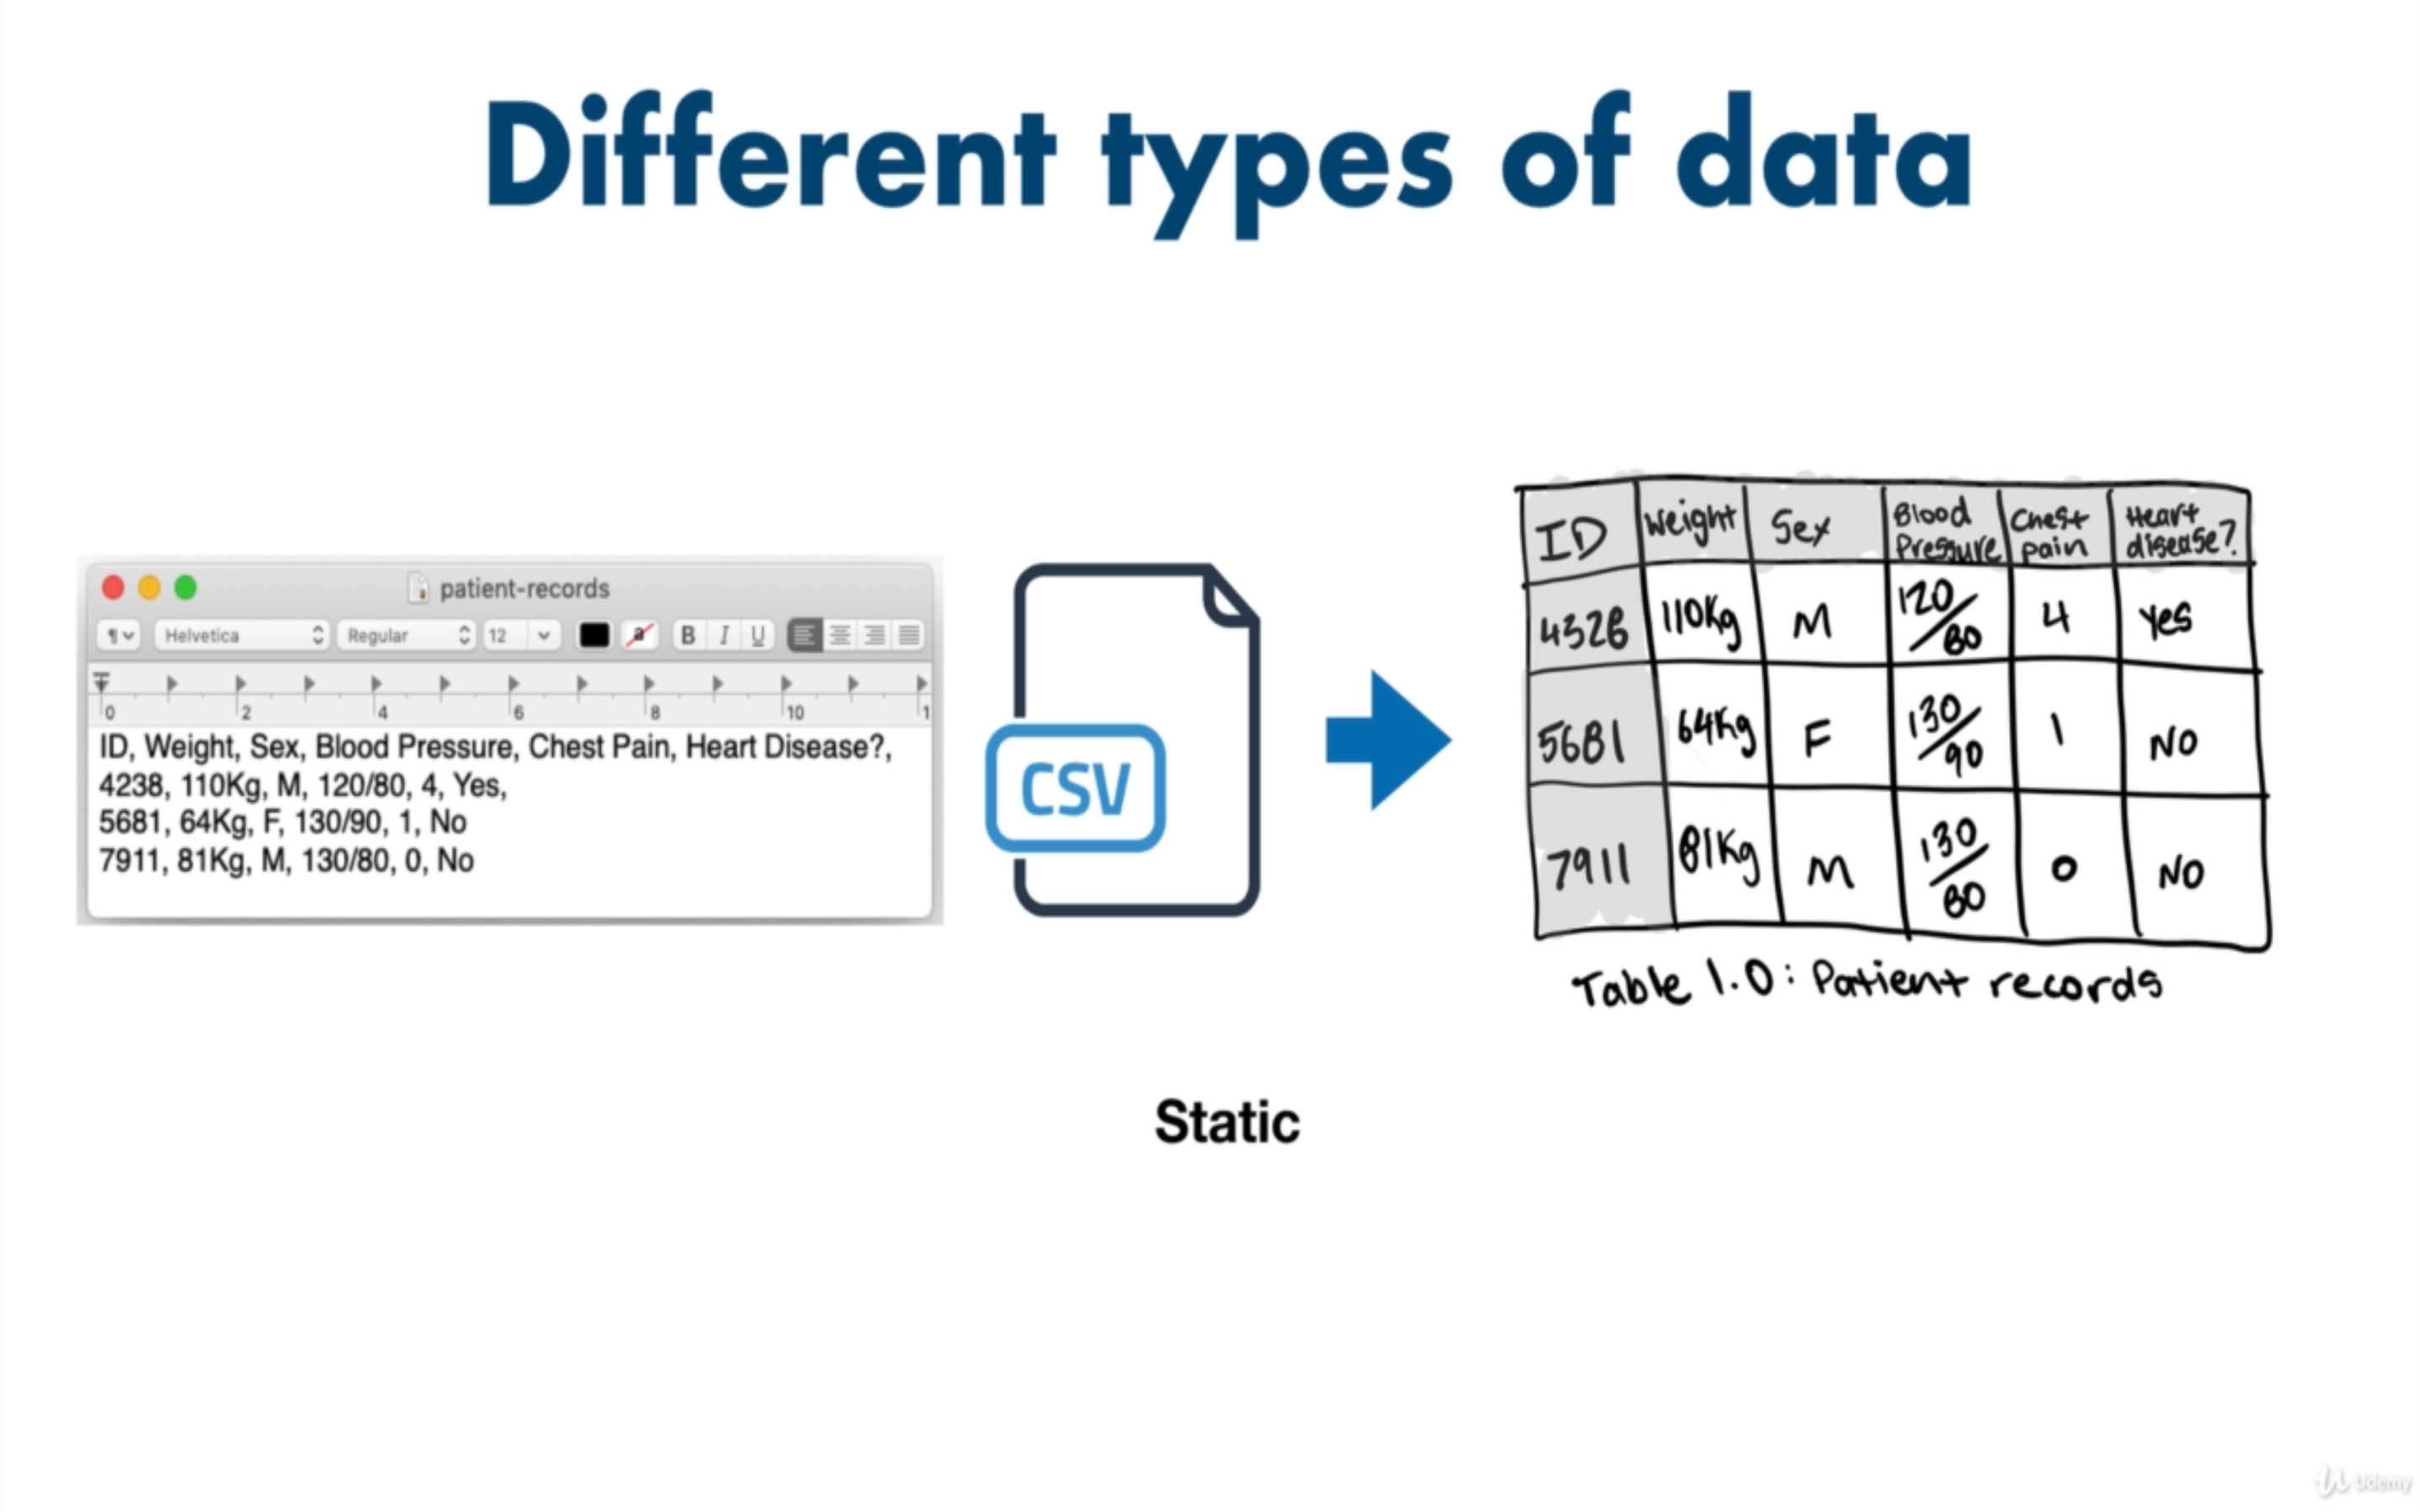 Different types of data
patient-records
Helvetica Regular 12 B I U
0 2 4 6 8 10 1
ID, Weight, Sex, Blood Pressure, Chest Pain, Heart Disease?,
4238, 110Kg, M, 120/80, 4, Yes,
5681, 64Kg, F, 130/90, 1, No
7911, 81Kg, M, 130/80, 0, No
CSV
ID Weight Sex Blood Pressure Chest pain Heart disease?
4328 110Kg M 120/80 4 Yes
5681 64Kg F 130/90 1 No
7911 81Kg M 130/80 0 No
Table 1.0: Patient records
Static
Udemy